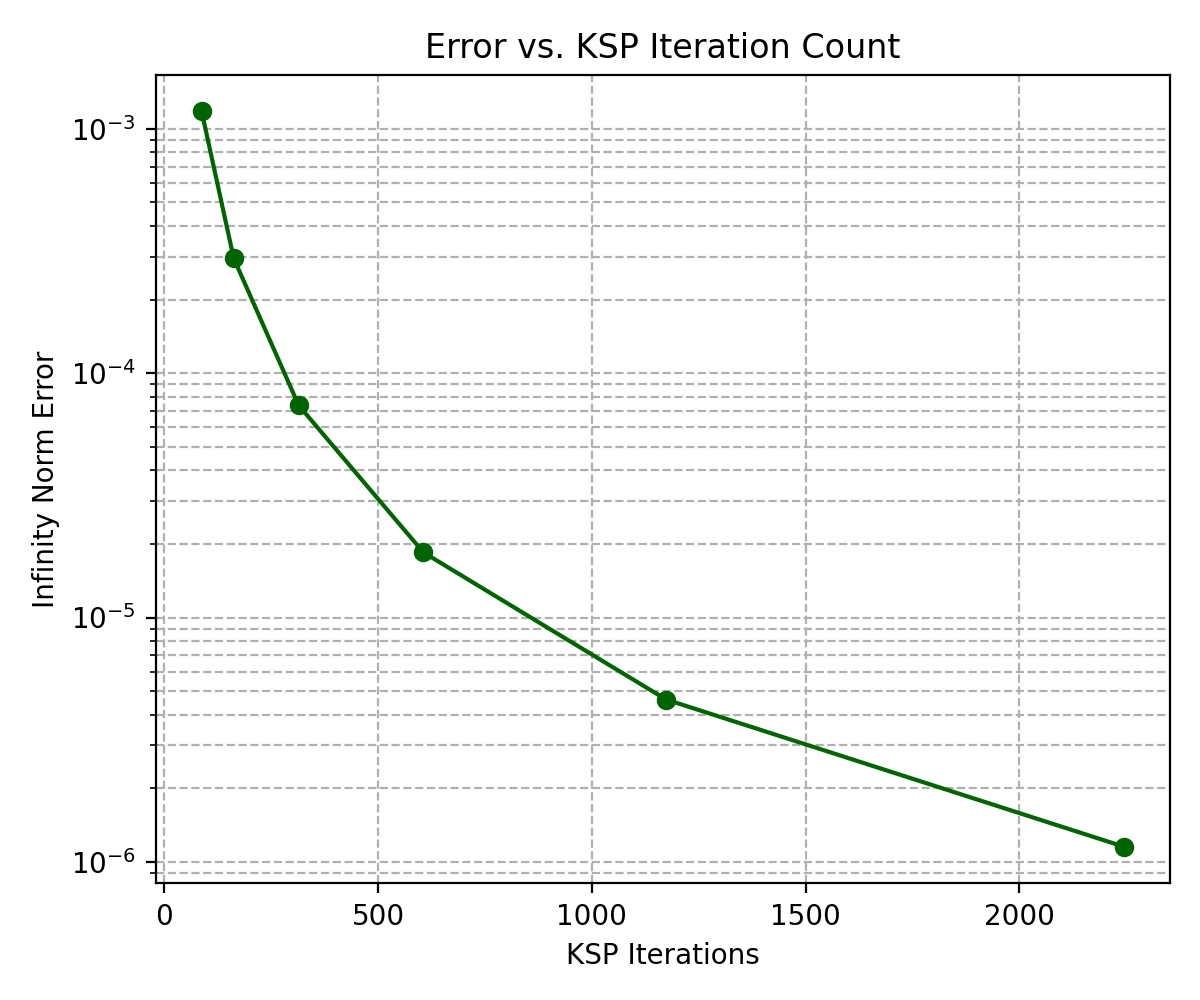 Error vs. KSP Iteration Count
Infinity Norm Error
10⁻³
10⁻⁴
10⁻⁵
10⁻⁶
0 500 1000 1500 2000
KSP Iterations